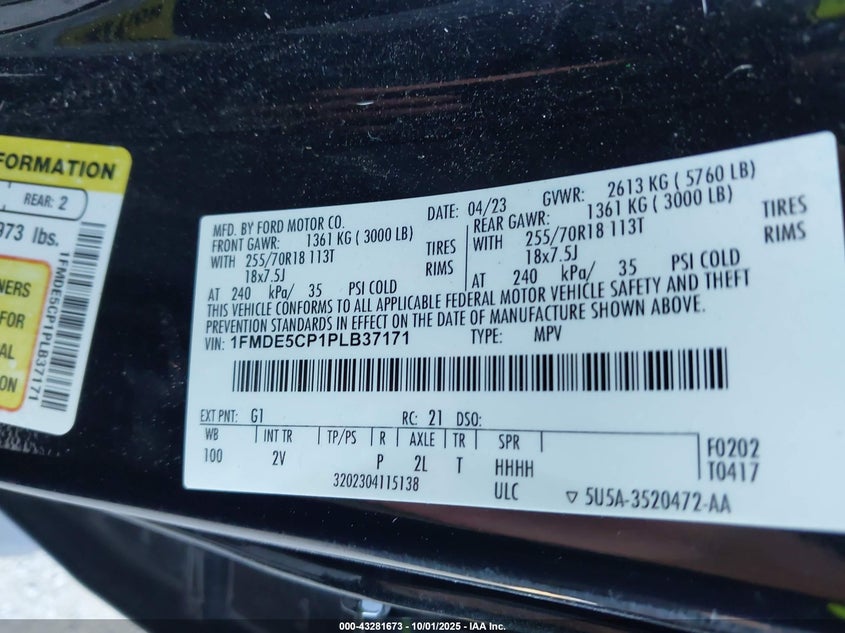 FORMATION
REAR: 2
973 lbs.
NERS
FOR
AL
ON
1FMDE5CP1PLB37171
MFD. BY FORD MOTOR CO.
DATE: 04/23 GVWR: 2613 KG ( 5760 LB)
FRONT GAWR: 1361 KG ( 3000 LB)
REAR GAWR: 1361 KG ( 3000 LB)
WITH 255/70R18 113T TIRES
WITH 255/70R18 113T TIRES
18x7.5J RIMS
18x7.5J RIMS
AT 240 kPa/ 35 PSI COLD
AT 240 kPa/ 35 PSI COLD
THIS VEHICLE CONFORMS TO ALL APPLICABLE FEDERAL MOTOR VEHICLE SAFETY AND THEFT
PREVENTION STANDARDS IN EFFECT ON THE DATE OF MANUFACTURE SHOWN ABOVE.
VIN: 1FMDE5CP1PLB37171 TYPE: MPV
EXT PNT: G1 RC: 21 DSO:
WB INT TR TP/PS R AXLE TR SPR
100 2V P 2L T HHHH
F0202
T0417
3202304115138 ULC
5U5A-3520472-AA
000-43281673 - 10/01/2025 - IAA Inc.